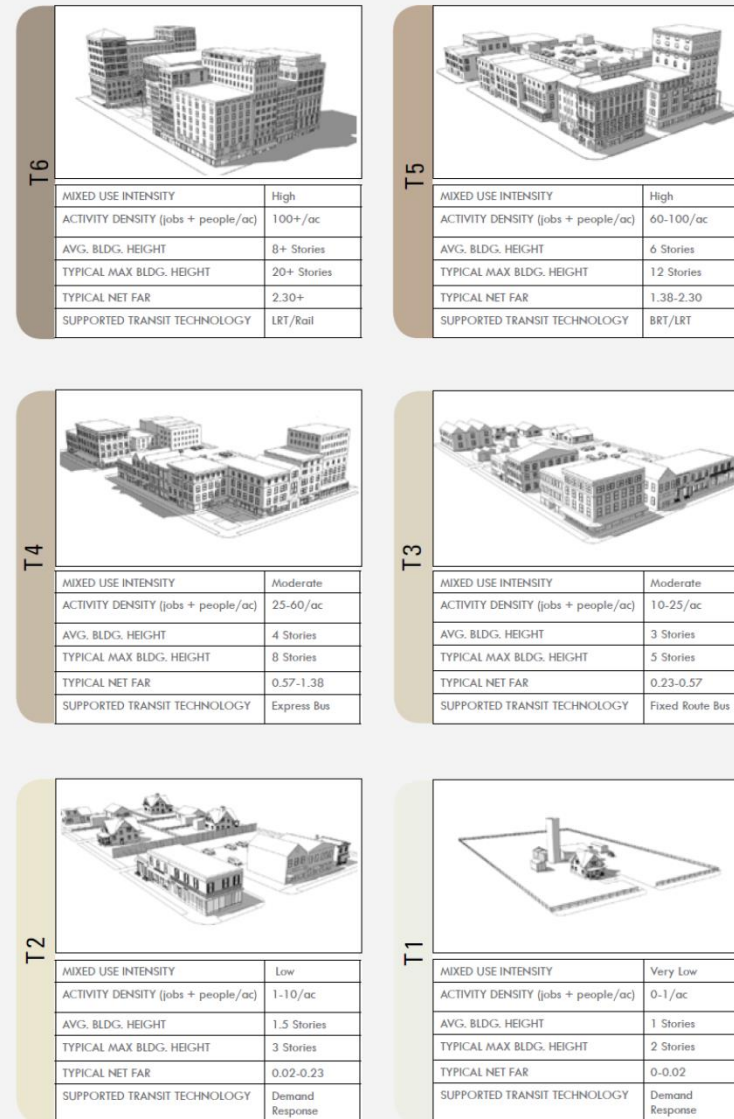 T6
MIXED USE INTENSITY High
ACTIVITY DENSITY (jobs + people/ac) 100+/ac
AVG. BLDG. HEIGHT 8+ Stories
TYPICAL MAX BLDG. HEIGHT 20+ Stories
TYPICAL NET FAR 2.30+
SUPPORTED TRANSIT TECHNOLOGY LRT/Rail
T5
MIXED USE INTENSITY High
ACTIVITY DENSITY (jobs + people/ac) 60-100/ac
AVG. BLDG. HEIGHT 6 Stories
TYPICAL MAX BLDG. HEIGHT 12 Stories
TYPICAL NET FAR 1.38-2.30
SUPPORTED TRANSIT TECHNOLOGY BRT/LRT
T4
MIXED USE INTENSITY Moderate
ACTIVITY DENSITY (jobs + people/ac) 25-60/ac
AVG. BLDG. HEIGHT 4 Stories
TYPICAL MAX BLDG. HEIGHT 8 Stories
TYPICAL NET FAR 0.57-1.38
SUPPORTED TRANSIT TECHNOLOGY Express Bus
T3
MIXED USE INTENSITY Moderate
ACTIVITY DENSITY (jobs + people/ac) 10-25/ac
AVG. BLDG. HEIGHT 3 Stories
TYPICAL MAX BLDG. HEIGHT 5 Stories
TYPICAL NET FAR 0.23-0.57
SUPPORTED TRANSIT TECHNOLOGY Fixed Route Bus
T2
MIXED USE INTENSITY Low
ACTIVITY DENSITY (jobs + people/ac) 1-10/ac
AVG. BLDG. HEIGHT 1.5 Stories
TYPICAL MAX BLDG. HEIGHT 3 Stories
TYPICAL NET FAR 0.02-0.23
SUPPORTED TRANSIT TECHNOLOGY Demand
Response
T1
MIXED USE INTENSITY Very Low
ACTIVITY DENSITY (jobs + people/ac) 0-1/ac
AVG. BLDG. HEIGHT 1 Stories
TYPICAL MAX BLDG. HEIGHT 2 Stories
TYPICAL NET FAR 0-0.02
SUPPORTED TRANSIT TECHNOLOGY Demand
Response